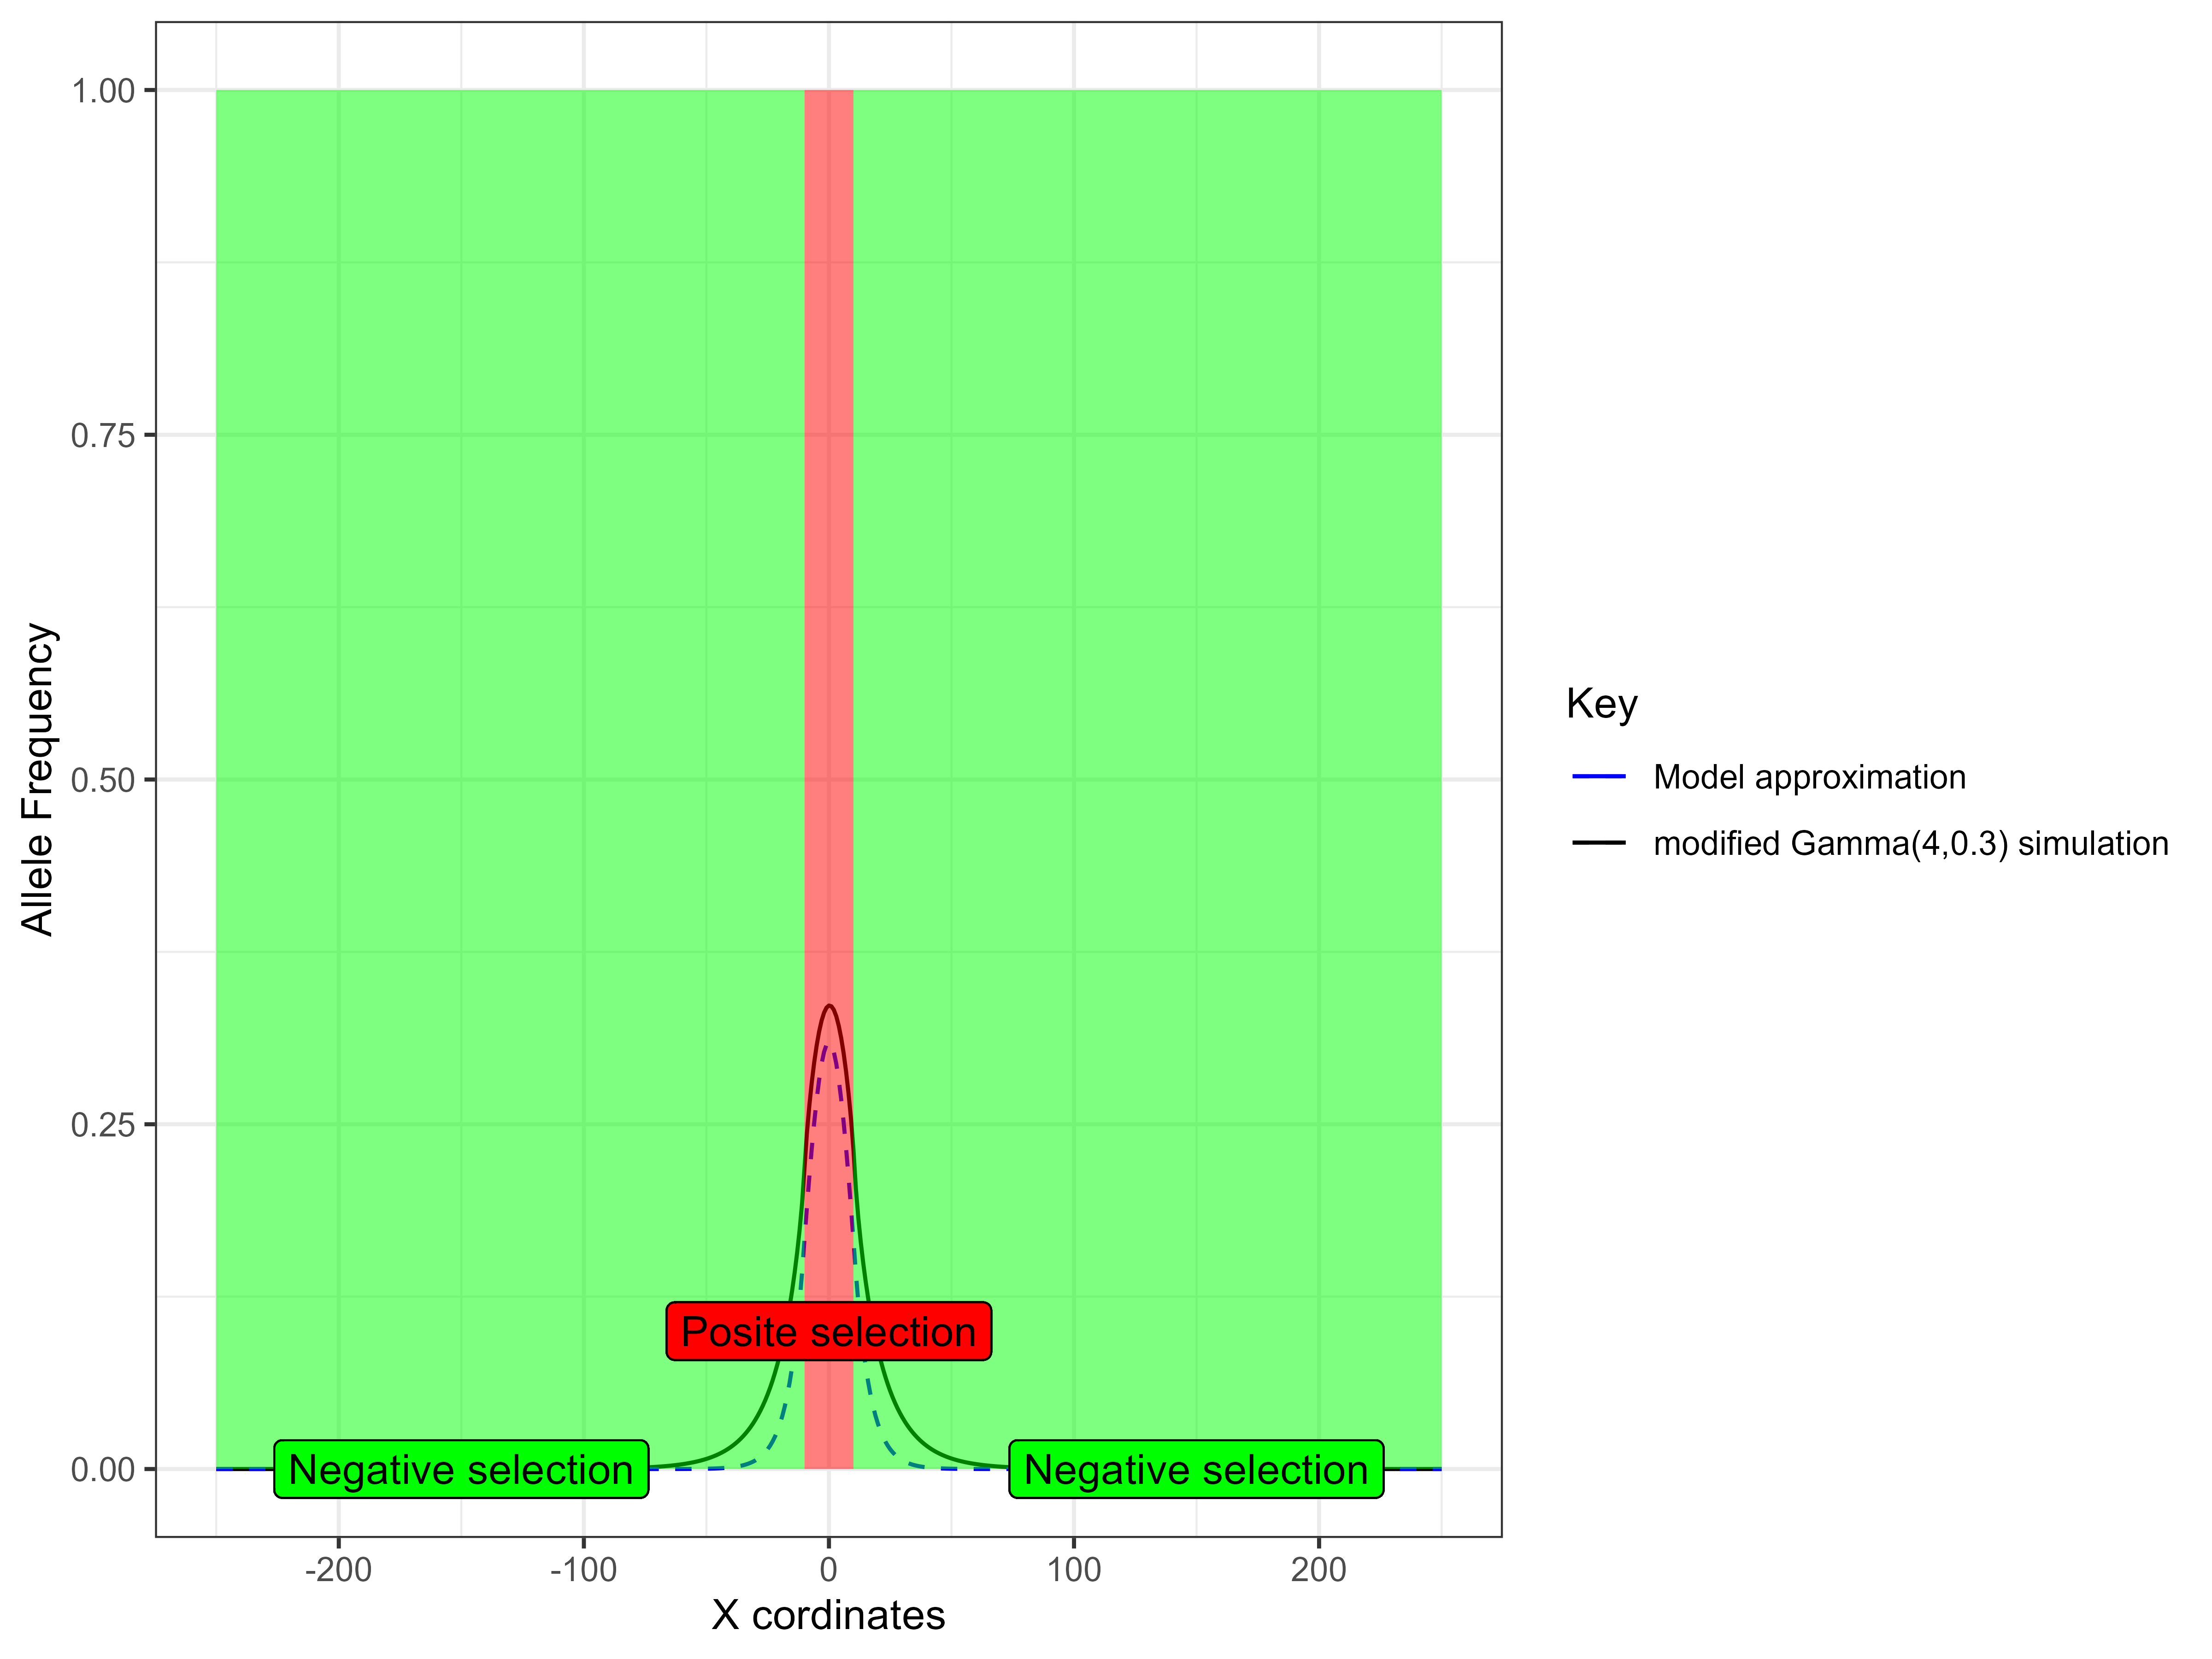 1.00
0.75
0.50
0.25
0.00
Allele Frequency
Posite selection
Negative selection
Negative selection
-200
-100
0
100
200
X cordinates
Key
Model approximation
modified Gamma(4,0.3) simulation